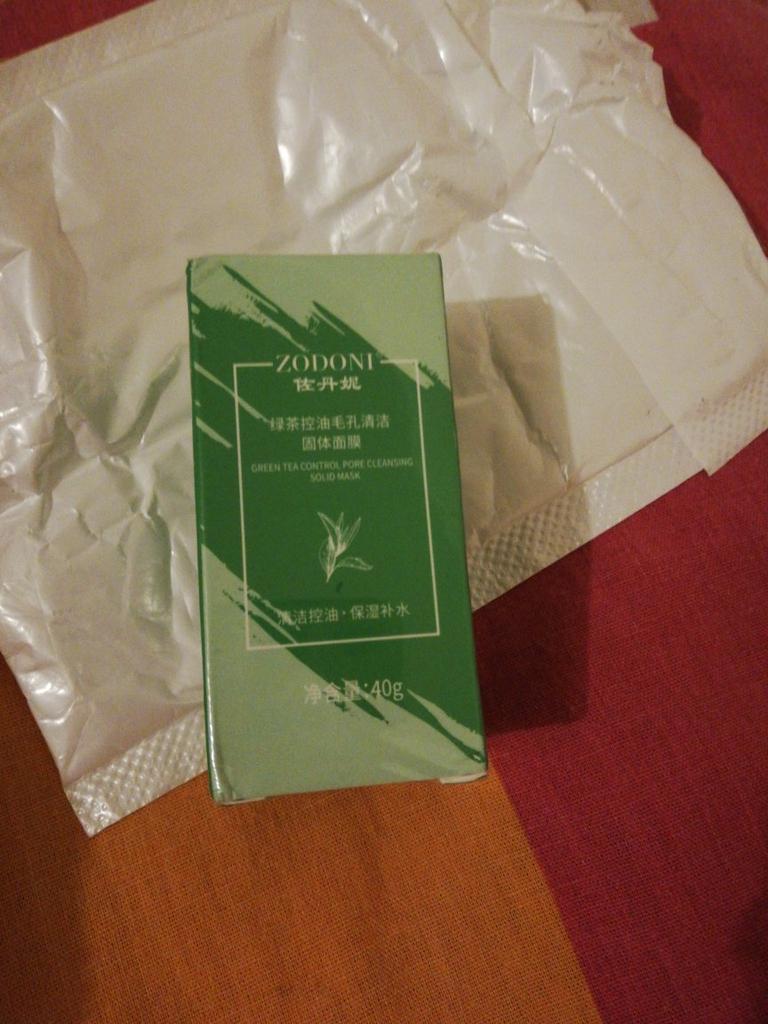 ZODONI
佐丹妮
绿茶控油毛孔清洁
固体面膜
GREEN TEA CONTROL PORE CLEANSING
SOLID MASK
清洁控油·保湿补水
净含量:40g